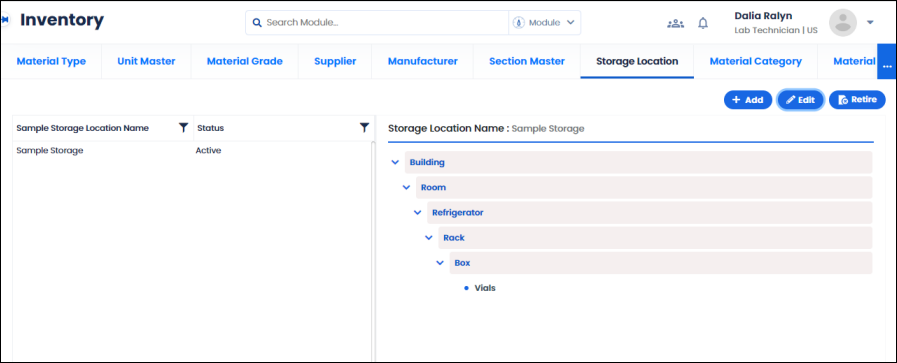 Inventory
Search Module...
Module
Dalia Ralyn
Lab Technician | US
Material Type
Unit Master
Material Grade
Supplier
Manufacturer
Section Master
Storage Location
Material Category
Material
...
+ Add
Edit
Retire
Sample Storage Location Name
Status
Sample Storage
Active
Storage Location Name : Sample Storage
Building
Room
Refrigerator
Rack
Box
Vials